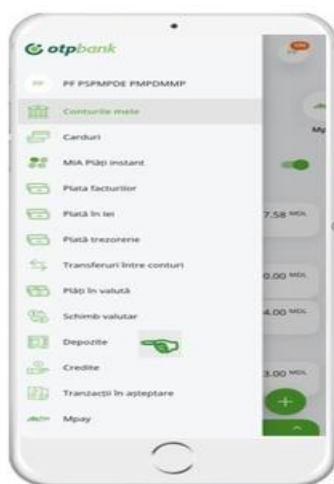 otpbank
PF PF PSPMPDE PMPDMMP
Conturile mele
Carduri
MIA Plăți instant
Plata facturilor
Plată în lei
7.58 MDL
Plată trezorerie
Transferuri între conturi
0.00 MDL
Plăți în valută
4.00 MDL
Schimb valutar
Depozite
Credite
3.00 MDL
Tranzacții în așteptare
Mpay